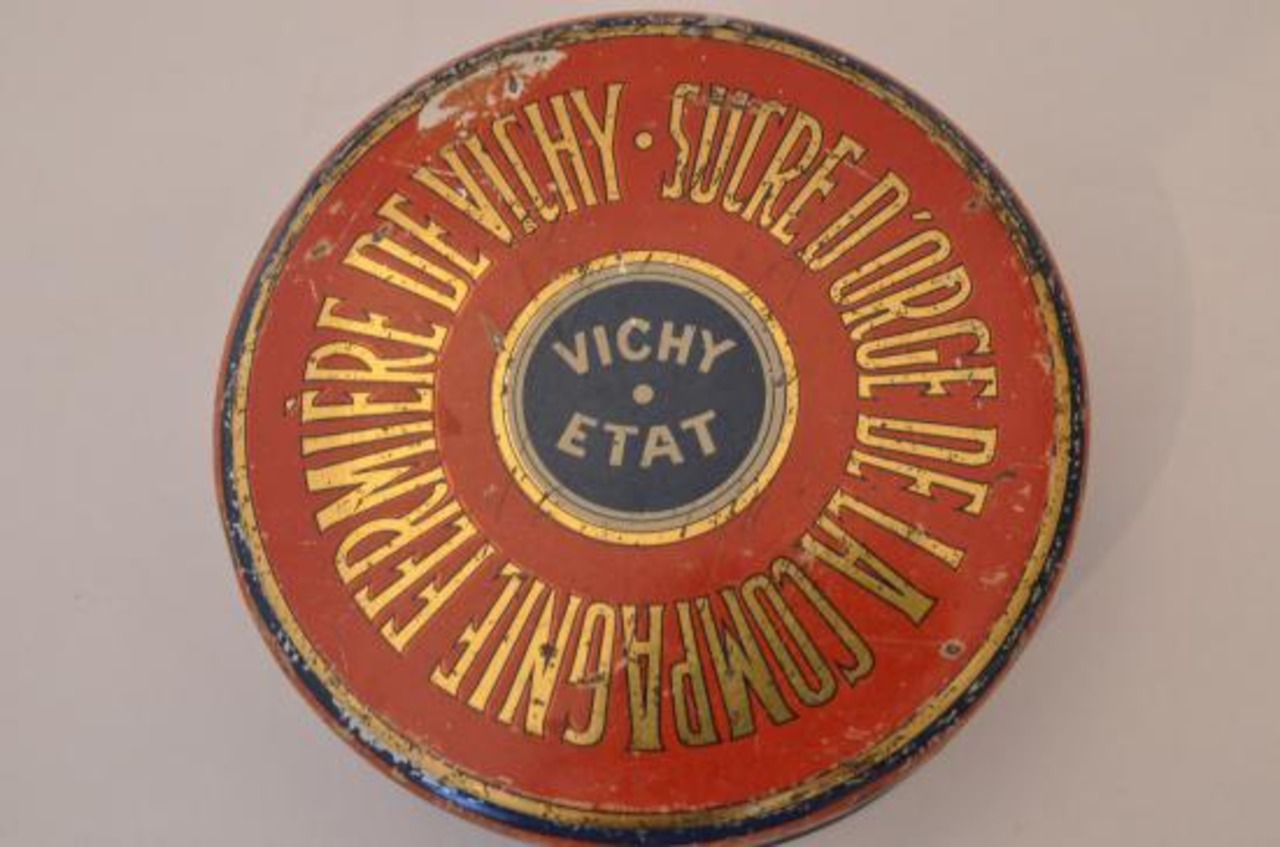 SUCRE D'ORGE DE LA COMPAGNIE FERMIÈRE DE VICHY •
VICHY
•
ETAT